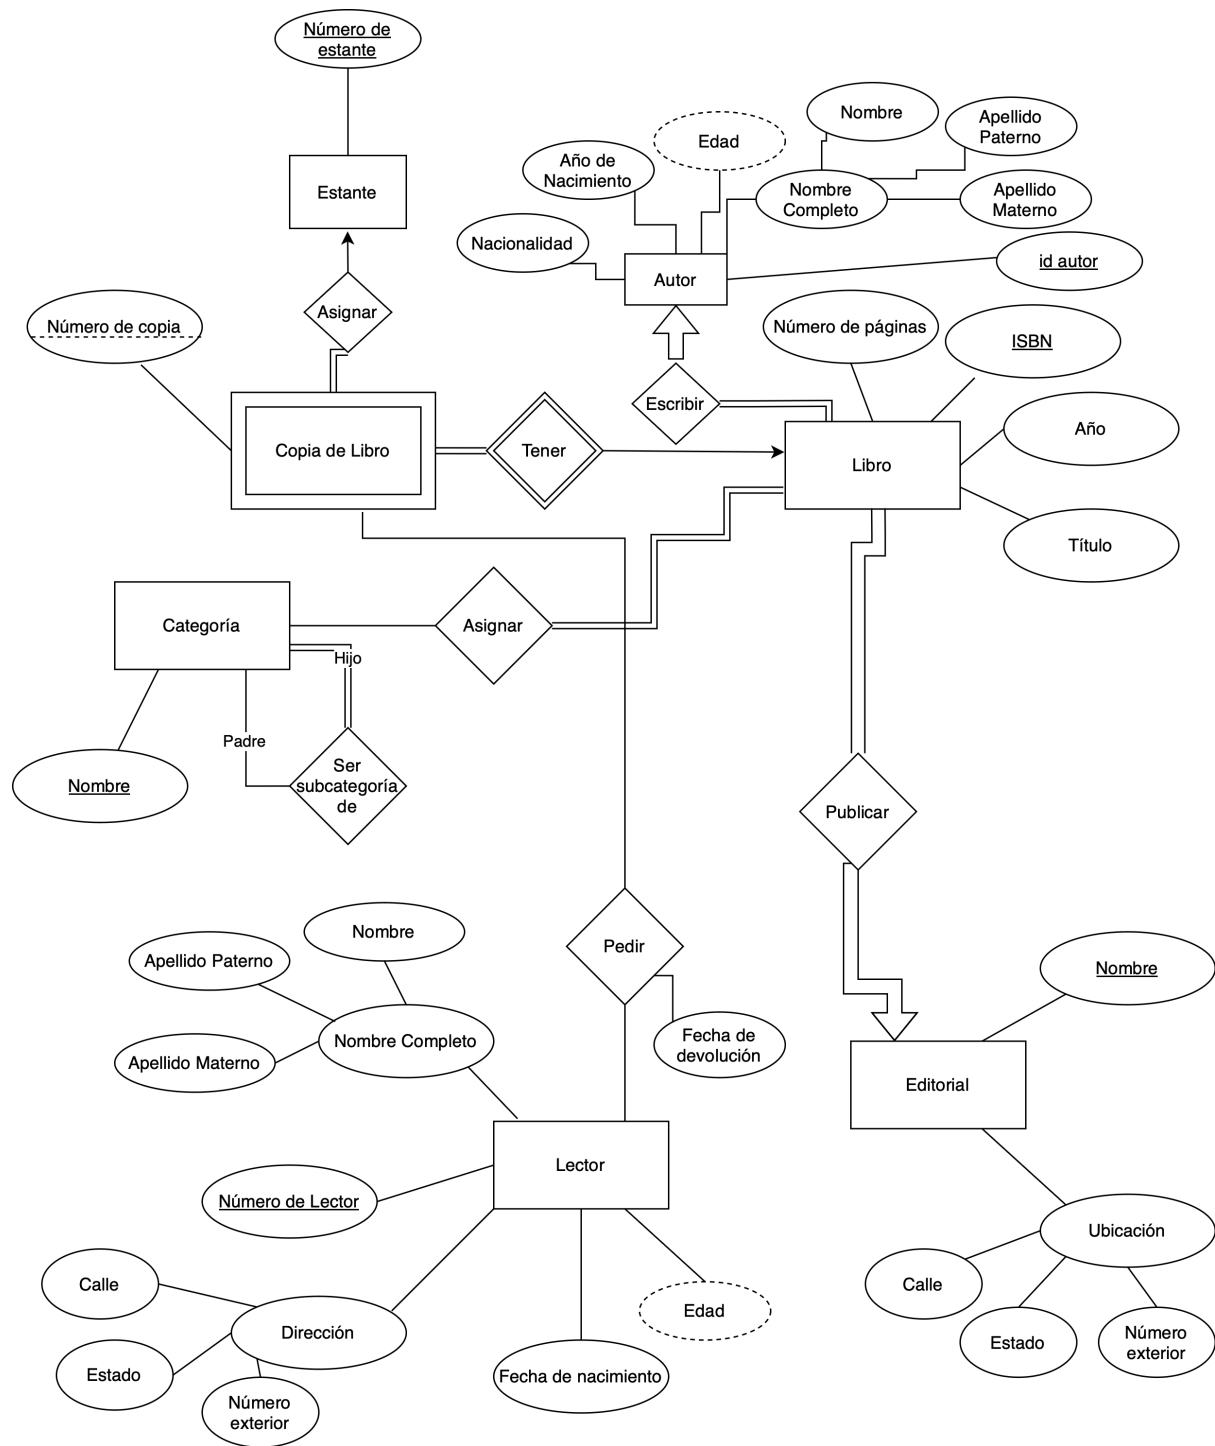 Número de
estante
Nombre
Apellido
Paterno
Edad
Año de
Nacimiento
Estante
Nombre
Completo
Apellido
Materno
Nacionalidad
id autor
Autor
Asignar
Número de copia
Número de páginas
ISBN
Escribir
Año
Copia de Libro
Tener
Libro
Título
Categoría
Asignar
Hijo
Padre
Nombre
Ser
subcategoría
de
Publicar
Nombre
Apellido Paterno
Pedir
Nombre
Nombre Completo
Apellido Materno
Fecha de
devolución
Editorial
Lector
Número de Lector
Ubicación
Calle
Calle
Edad
Dirección
Estado
Número
exterior
Estado
Fecha de nacimiento
Número
exterior